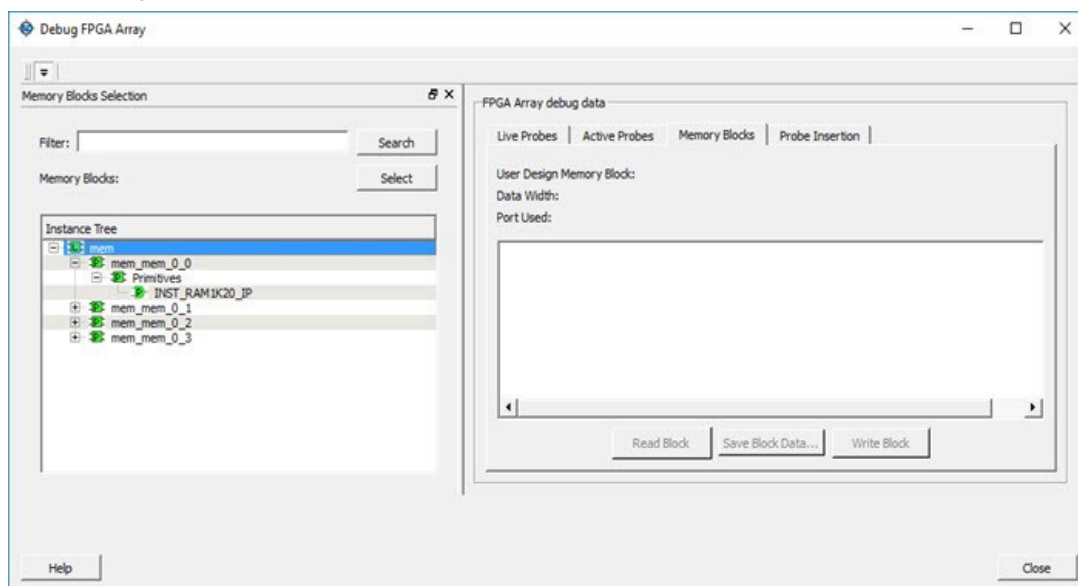 Debug FPGA Array
Memory Blocks Selection
Filter:
Search
Memory Blocks:
Select
Instance Tree
mem
mem_mem_0_0
Primitives
INST_RAM1K20_IP
mem_mem_0_1
mem_mem_0_2
mem_mem_0_3
FPGA Array debug data
Live Probes Active Probes Memory Blocks Probe Insertion
User Design Memory Block:
Data Width:
Port Used:
Read Block Save Block Data... Write Block
Help
Close